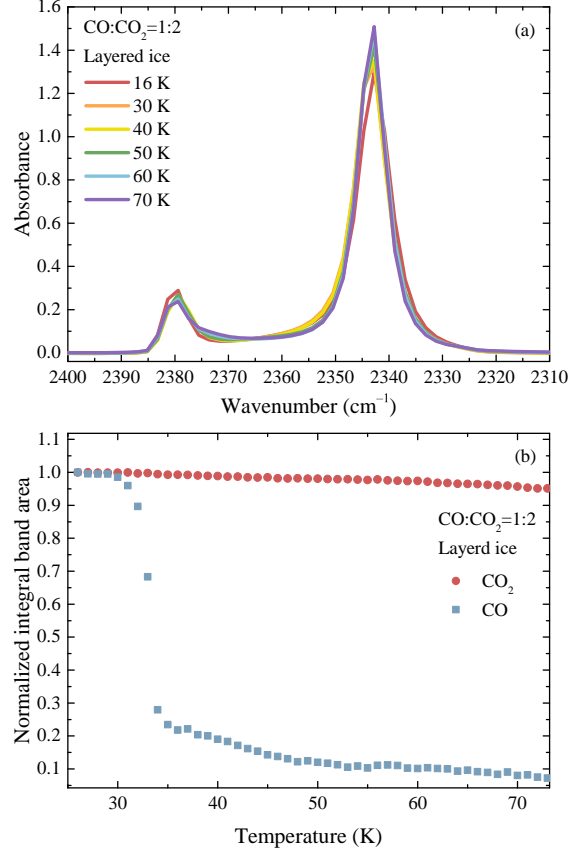 CO:CO₂=1:2
(a)
Layered ice
16 K
30 K
40 K
50 K
60 K
70 K
Absorbance
1.6
1.4
1.2
1.0
0.8
0.6
0.4
0.2
0.0
2400 2390 2380 2370 2360 2350 2340 2330 2320 2310
Wavenumber (cm⁻¹)
(b)
CO:CO₂=1:2
Layerd ice
CO₂
CO
Normalized integral band area
1.1
1.0
0.9
0.8
0.7
0.6
0.5
0.4
0.3
0.2
0.1
30 40 50 60 70
Temperature (K)